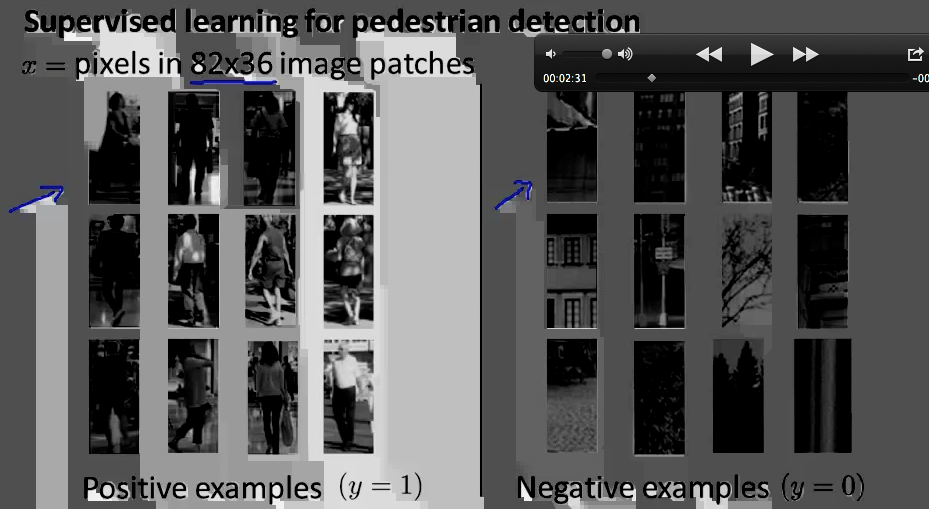 Supervised learning for pedestrian detection
x = pixels in 82x36 image patches
00:02:31
-00
Positive examples (y = 1)
Negative examples (y = 0)